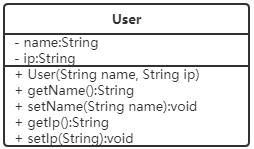 User
- name:String
- ip:String
+ User(String name, String ip)
+ getName():String
+ setName(String name):void
+ getIp():String
+ setIp(String):void